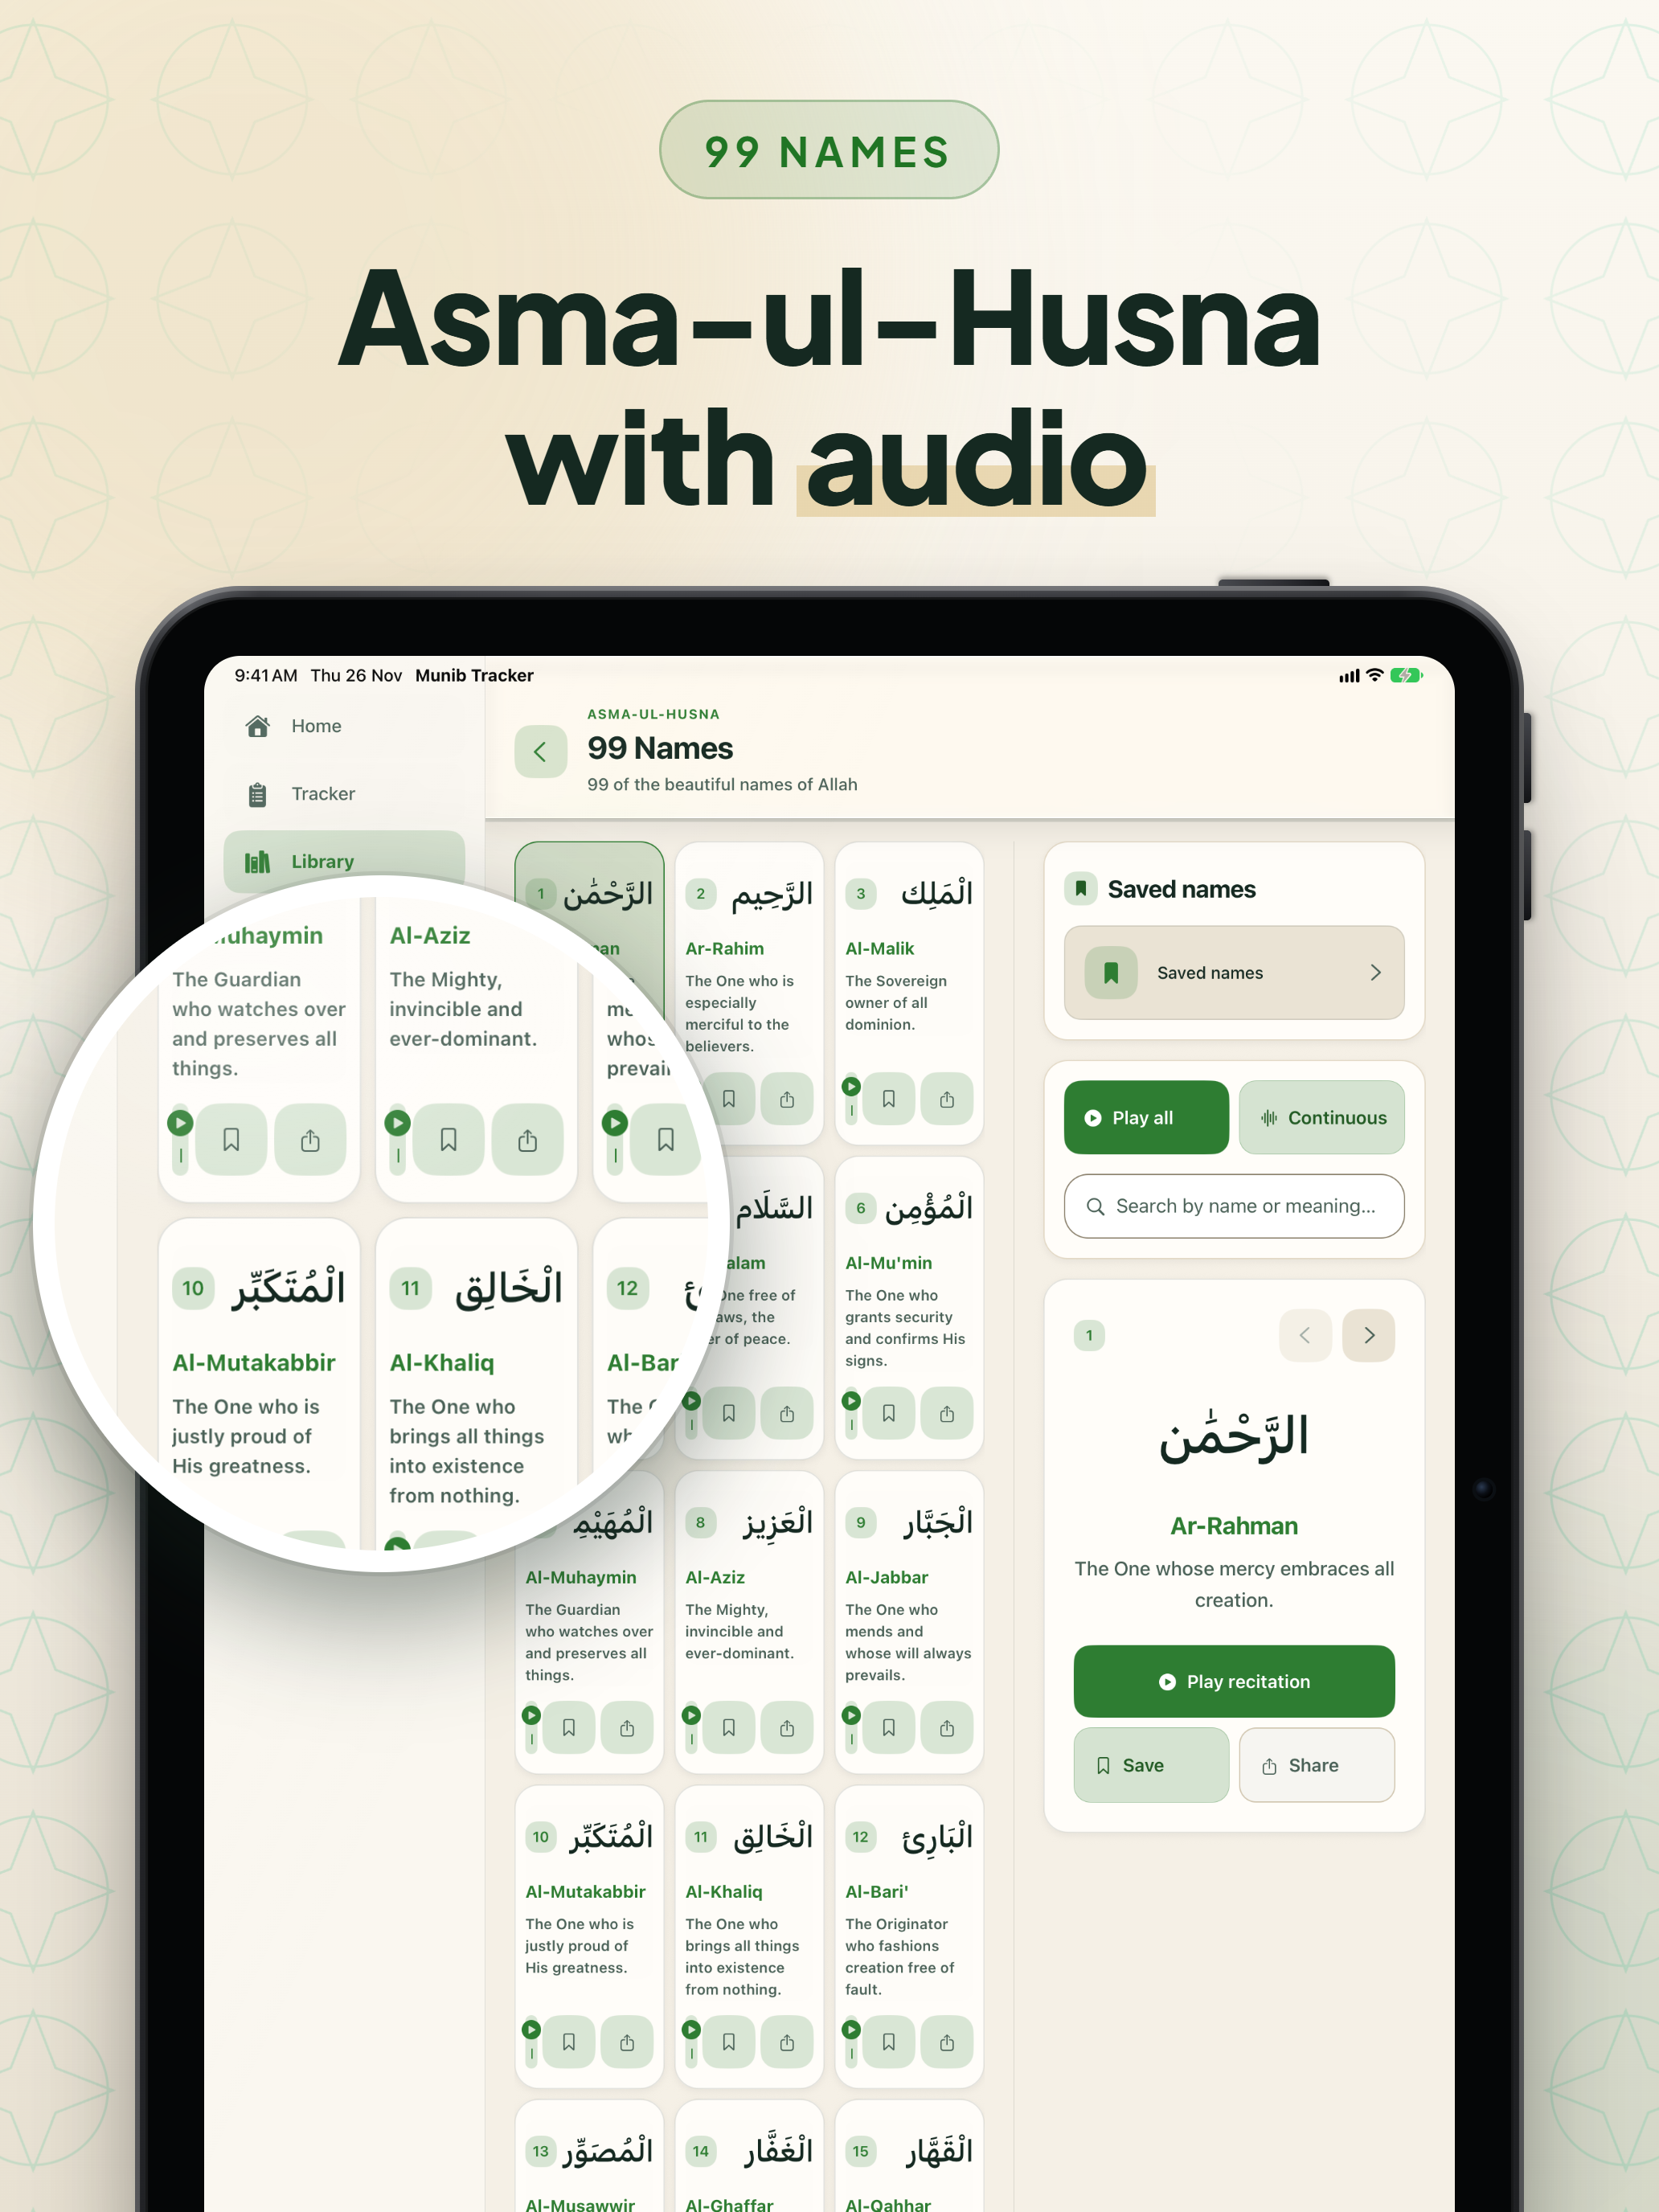 99 NAMES
Asma-ul-Husna
with audio
9:41 AM Thu 26 Nov Munib Tracker
Home
Tracker
Library
ASMA-UL-HUSNA
99 Names
99 of the beautiful names of Allah
1 الرَّحْمَٰن
2 الرَّحِيم
Ar-Rahim
The One who is
especially
merciful to the
believers.
3 الْمَلِك
Al-Malik
The Sovereign
owner of all
dominion.
Al-Aziz
The Guardian
who watches over
and preserves all
things.
The Mighty,
invincible and
ever-dominant.
10 الْمُتَكَبِّر
Al-Mutakabbir
The One who is
justly proud of
His greatness.
11 الْخَالِق
Al-Khaliq
The One who
brings all things
into existence
from nothing.
12
السَّلَام
6 الْمُؤْمِن
Al-Mu'min
The One who
grants security
and confirms His
signs.
Al-Muhaymin
The Guardian
who watches over
and preserves all
things.
8 الْعَزِيز
Al-Aziz
The Mighty,
invincible and
ever-dominant.
9 الْجَبَّار
Al-Jabbar
The One who
mends and
whose will always
prevails.
10 الْمُتَكَبِّر
Al-Mutakabbir
The One who is
justly proud of
His greatness.
11 الْخَالِق
Al-Khaliq
The One who
brings all things
into existence
from nothing.
12 الْبَارِئ
Al-Bari'
The Originator
who fashions
creation free of
fault.
13 الْمُصَوِّر
Al-Musawwir
14 الْغَفَّار
Al-Ghaffar
15 الْقَهَّار
Al-Qahhar
Saved names
Saved names
Play all
Continuous
Search by name or meaning...
1
الرَّحْمَٰن
Ar-Rahman
The One whose mercy embraces all
creation.
Play recitation
Save
Share